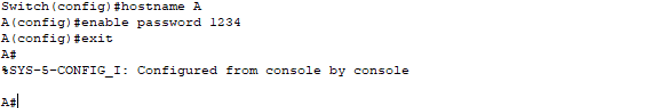 Switch(config)#hostname A
A(config)#enable password 1234
A(config)#exit
A#
%SYS-5-CONFIG_I: Configured from console by console
A#